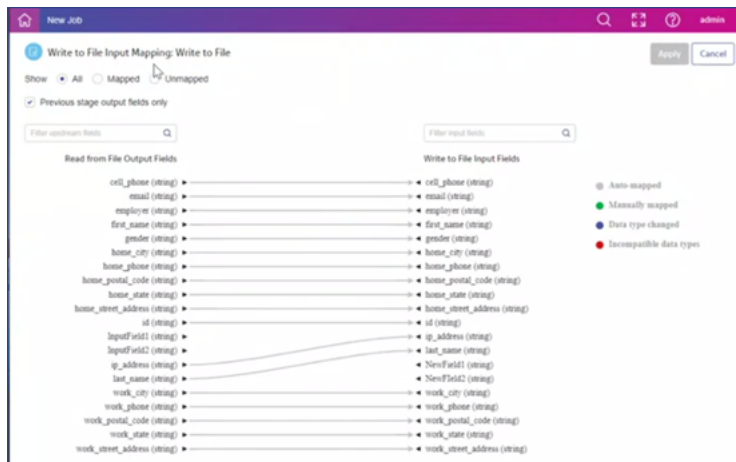 New Job
admin
Write to File Input Mapping: Write to File
Apply
Cancel
Show
All
Mapped
Unmapped
Previous stage output fields only
Filter upstream fields
Filter input fields
Read from File Output Fields
Write to File Input Fields
cell_phone (string)
cell_phone (string)
email (string)
email (string)
employer (string)
employer (string)
first_name (string)
first_name (string)
gender (string)
gender (string)
home_city (string)
home_city (string)
home_phone (string)
home_phone (string)
home_postal_code (string)
home_postal_code (string)
home_state (string)
home_state (string)
home_street_address (string)
home_street_address (string)
id (string)
id (string)
InputField1 (string)
ip_address (string)
InputField2 (string)
last_name (string)
ip_address (string)
NewField1 (string)
last_name (string)
NewFIeld2 (string)
work_city (string)
work_city (string)
work_phone (string)
work_phone (string)
work_postal_code (string)
work_postal_code (string)
work_state (string)
work_state (string)
work_street_address (string)
work_street_address (string)
Auto-mapped
Manually mapped
Data type changed
Incompatible data types